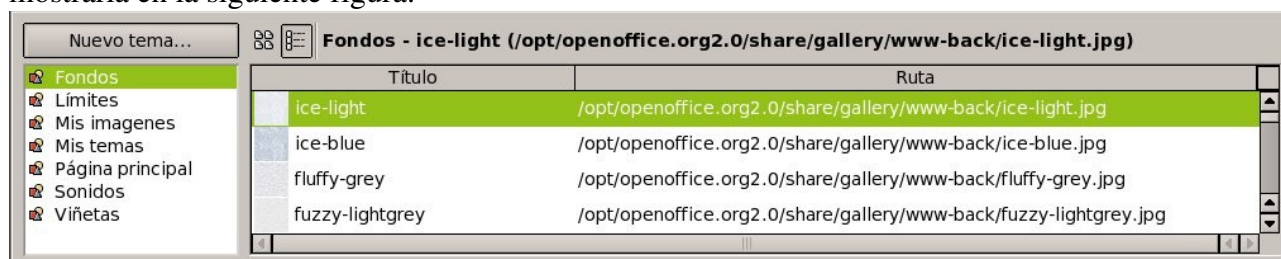 mostraría en la siguiente figura.
Nuevo tema...
Fondos - ice-light (/opt/openoffice.org2.0/share/gallery/www-back/ice-light.jpg)
Fondos
Límites
Mis imagenes
Mis temas
Página principal
Sonidos
Viñetas
Título Ruta
ice-light /opt/openoffice.org2.0/share/gallery/www-back/ice-light.jpg
ice-blue /opt/openoffice.org2.0/share/gallery/www-back/ice-blue.jpg
fluffy-grey /opt/openoffice.org2.0/share/gallery/www-back/fluffy-grey.jpg
fuzzy-lightgrey /opt/openoffice.org2.0/share/gallery/www-back/fuzzy-lightgrey.jpg